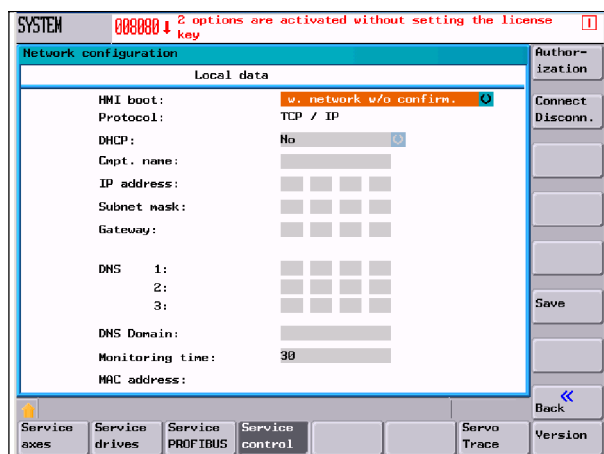 SYSTEM
008080 ↓ 2 options are activated without setting the license key
Network configuration
Local data
HMI boot: w. network w/o confirm.
Protocol: TCP / IP
DHCP: No
Cmpt. name:
IP address:
Subnet mask:
Gateway:
DNS 1:
2:
3:
DNS Domain:
Monitoring time: 30
MAC address:
Author-
ization
Connect
Disconn.
Save
Back
Service
axes
Service
drives
Service
PROFIBUS
Service
control
Servo
Trace
Version